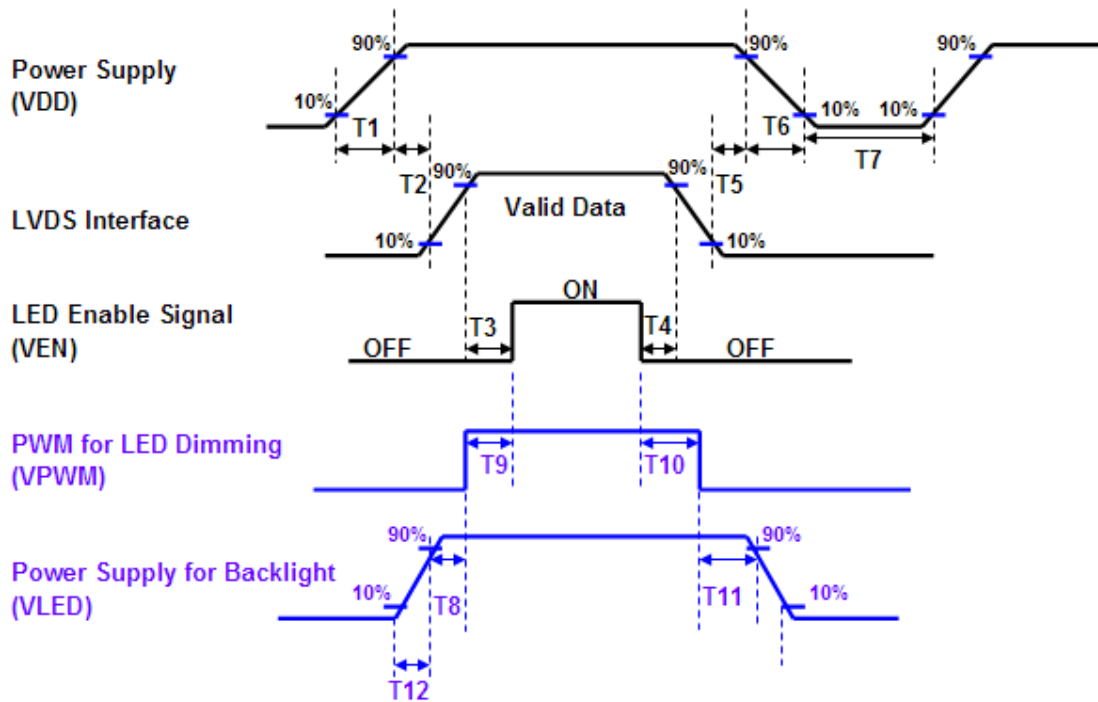 90% 90% 90%
Power Supply
(VDD)
10% 10% 10%
T1 T6
T7
T2 T5
90% 90%
LVDS Interface
Valid Data
10% 10%
ON
LED Enable Signal
(VEN)
T3 T4
OFF OFF
PWM for LED Dimming
(VPWM)
T9 T10
90% 90%
Power Supply for Backlight
(VLED)
10% T8 T11 10%
T12